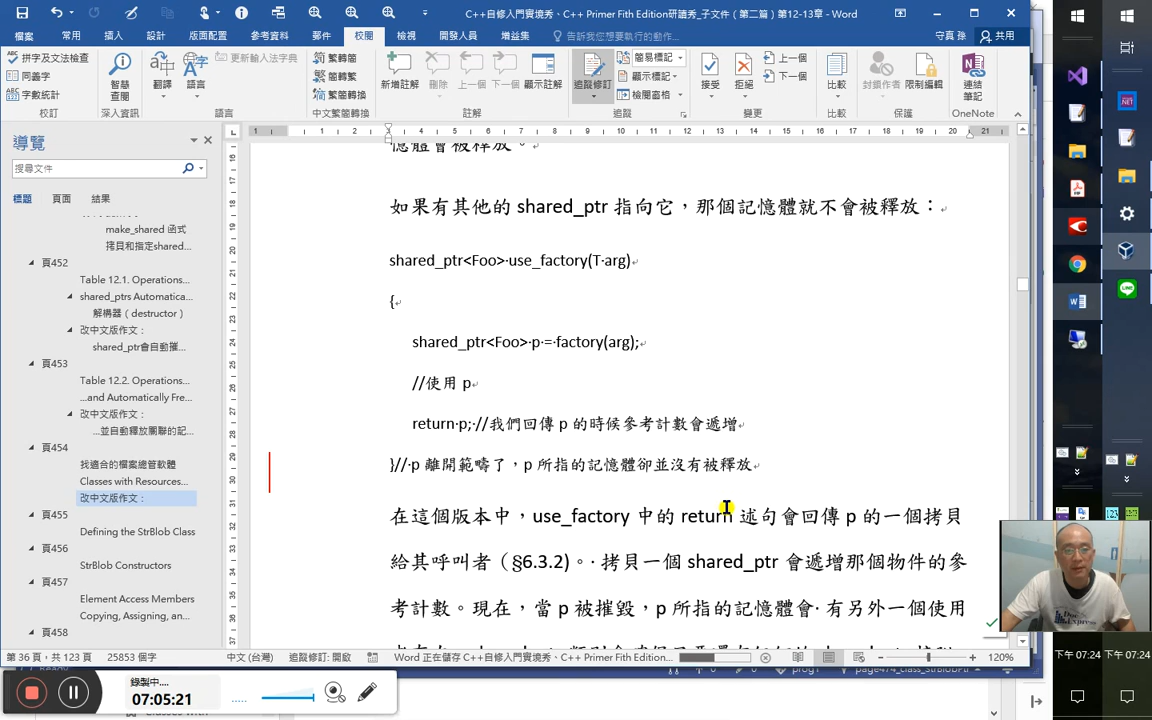 C++自修入門實境秀、C++ Primer Fith Edition研讀秀_子文件（第二篇）第12-13章 - Word
檔案 常用 插入 設計 版面配置 參考資料 郵件 校閱 檢視 開發人員 增益集 告訴我您想要執行的動作... 守真 孫 共用
拼字及文法檢查
同義字
字數統計
校訂
智慧
查閱
深入資訊
翻譯
語言
更新輸入法字典
語言
繁轉簡
簡轉繁
繁簡轉換
中文繁簡轉換
新增註解
刪除
上一個
下一個
顯示註解
註解
追蹤修訂
簡易標記
顯示標記
檢閱窗格
追蹤
接受
拒絕
上一個
下一個
變更
比較
比較
封鎖作者
限制編輯
保護
連結
筆記
OneNote
導覽
搜尋文件
標題 頁面 結果
make_shared 函式
拷貝和指定shared...
頁452
Table 12.1. Operations...
shared_ptrs Automatica...
解構器（destructor）
改中文版作文：
shared_ptr會自動摧...
頁453
Table 12.2. Operations...
...and Automatically Fre...
改中文版作文：
...並自動釋放關聯的記...
頁454
找適合的檔案總管軟體
Classes with Resources...
改中文版作文：
頁455
Defining the StrBlob Class
頁456
StrBlob Constructors
頁457
Element Access Members
Copying, Assigning, an...
頁458
憶體會被釋放。
如果有其他的 shared_ptr 指向它，那個記憶體就不會被釋放：
shared_ptr<Foo>·use_factory(T·arg)
{
shared_ptr<Foo>·p·=·factory(arg);
//使用 p
return·p;·//我們回傳 p 的時候參考計數會遞增
}//·p 離開範疇了，p 所指的記憶體卻並沒有被釋放
在這個版本中，use_factory 中的 return 述句會回傳 p 的一個拷貝
給其呼叫者（§6.3.2）。· 拷貝一個 shared_ptr 會遞增那個物件的參
考計數。現在，當 p 被摧毀，p 所指的記憶體會· 有另外一個使用
第 36 頁，共 123 頁 25853 個字 中文 (台灣) 追蹤修訂: 開啟 Word 正在儲存 C++自修入門實境秀、C++ Primer Fith Edition研讀秀... 120%
錄製中....
07:05:21
下午 07:24 下午 07:24